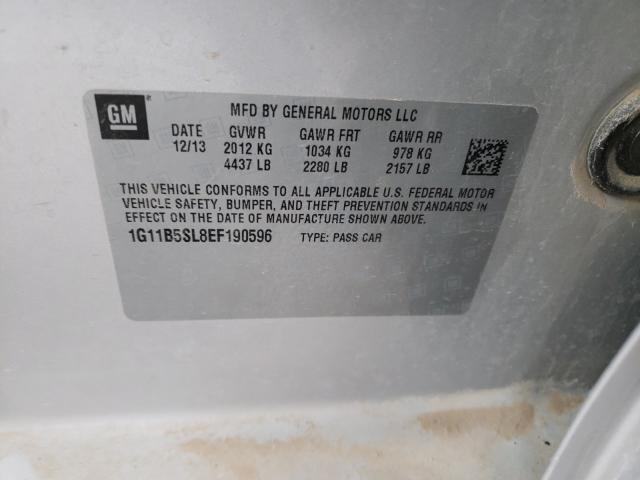 GM
MFD BY GENERAL MOTORS LLC
DATE GVWR GAWR FRT GAWR RR
12/13 2012 KG 1034 KG 978 KG
4437 LB 2280 LB 2157 LB
THIS VEHICLE CONFORMS TO ALL APPLICABLE U.S. FEDERAL MOTOR
VEHICLE SAFETY, BUMPER, AND THEFT PREVENTION STANDARDS IN
EFFECT ON THE DATE OF MANUFACTURE SHOWN ABOVE.
1G11B5SL8EF190596 TYPE: PASS CAR